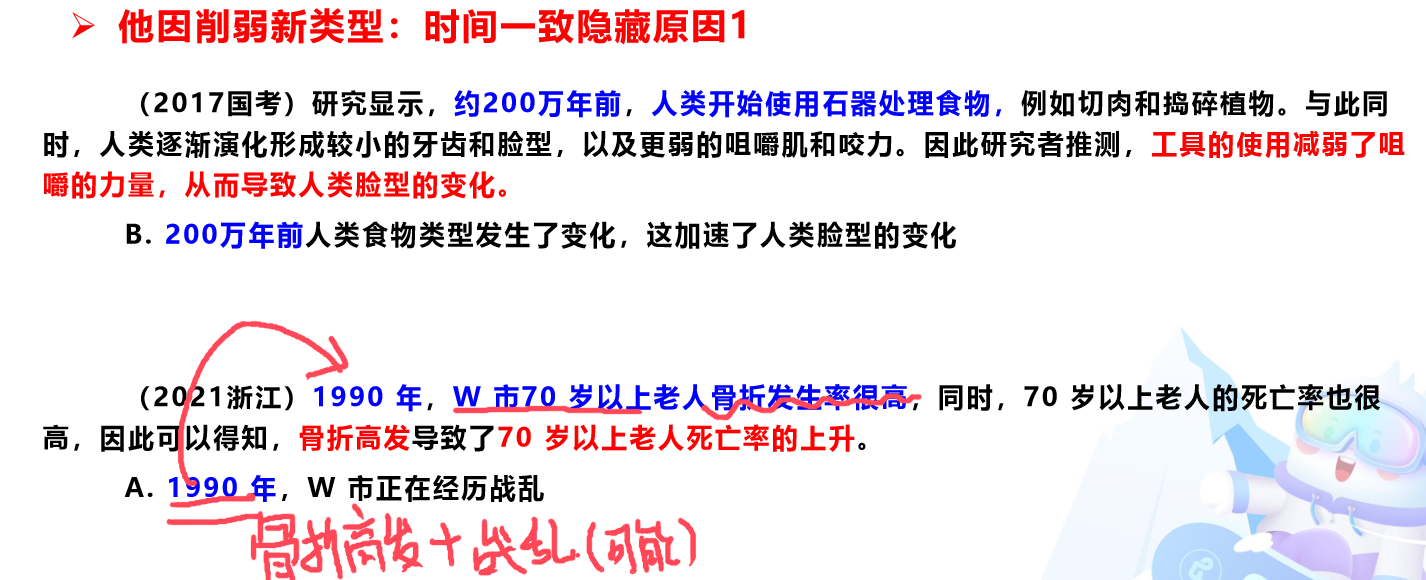 ➢ 他因削弱新类型：时间一致隐藏原因1
（2017国考）研究显示，约200万年前，人类开始使用石器处理食物，例如切肉和捣碎植物。与此同
时，人类逐渐演化形成较小的牙齿和脸型，以及更弱的咀嚼肌和咬力。因此研究者推测，工具的使用减弱了咀
嚼的力量，从而导致人类脸型的变化。
B. 200万年前人类食物类型发生了变化，这加速了人类脸型的变化
（2021浙江）1990 年，W 市70 岁以上老人骨折发生率很高，同时，70 岁以上老人的死亡率也很
高，因此可以得知，骨折高发导致了70 岁以上老人死亡率的上升。
A. 1990 年，W 市正在经历战乱
骨折高发+战乱(可能)